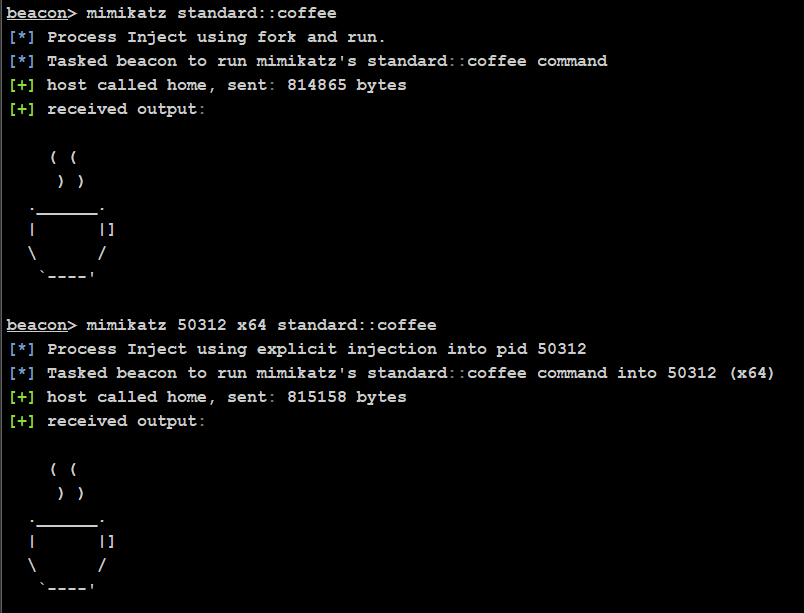 beacon> mimikatz standard::coffee
[*] Process Inject using fork and run.
[*] Tasked beacon to run mimikatz's standard::coffee command
[+] host called home, sent: 814865 bytes
[+] received output:

    ( (
     ) )
  .______.
  |      |]
  \      /
   `----'

beacon> mimikatz 50312 x64 standard::coffee
[*] Process Inject using explicit injection into pid 50312
[*] Tasked beacon to run mimikatz's standard::coffee command into 50312 (x64)
[+] host called home, sent: 815158 bytes
[+] received output:

    ( (
     ) )
  .______.
  |      |]
  \      /
   `----'